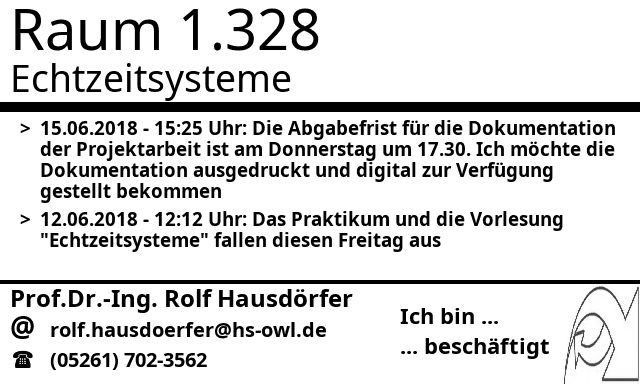 Raum 1.328
Echtzeitsysteme
> 15.06.2018 - 15:25 Uhr: Die Abgabefrist für die Dokumentation
der Projektarbeit ist am Donnerstag um 17.30. Ich möchte die
Dokumentation ausgedruckt und digital zur Verfügung
gestellt bekommen
> 12.06.2018 - 12:12 Uhr: Das Praktikum und die Vorlesung
"Echtzeitsysteme" fallen diesen Freitag aus
Prof.Dr.-Ing. Rolf Hausdörfer
@ rolf.hausdoerfer@hs-owl.de
☎ (05261) 702-3562
Ich bin ...
... beschäftigt